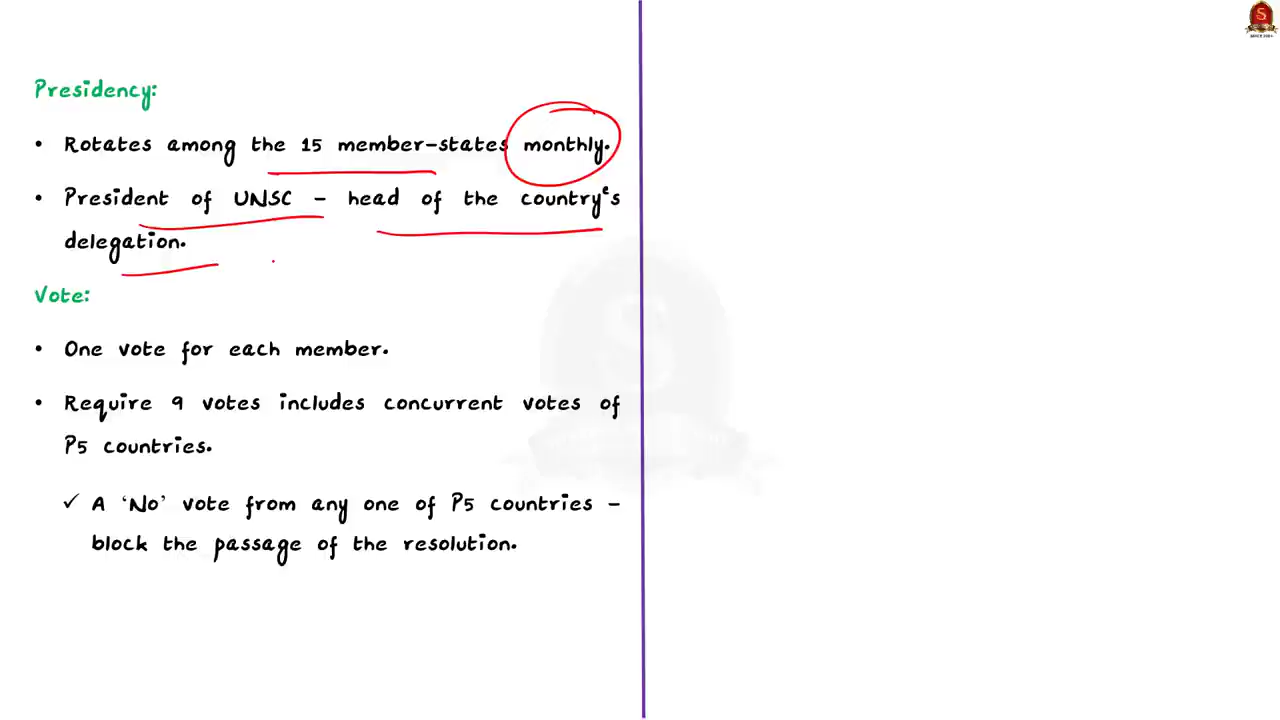 Presidency:
• Rotates among the 15 member-states monthly.
• President of UNSC – head of the country's
delegation.
Vote:
• One vote for each member.
• Require 9 votes includes concurrent votes of
P5 countries.
✓ A ‘No’ vote from any one of P5 countries –
block the passage of the resolution.